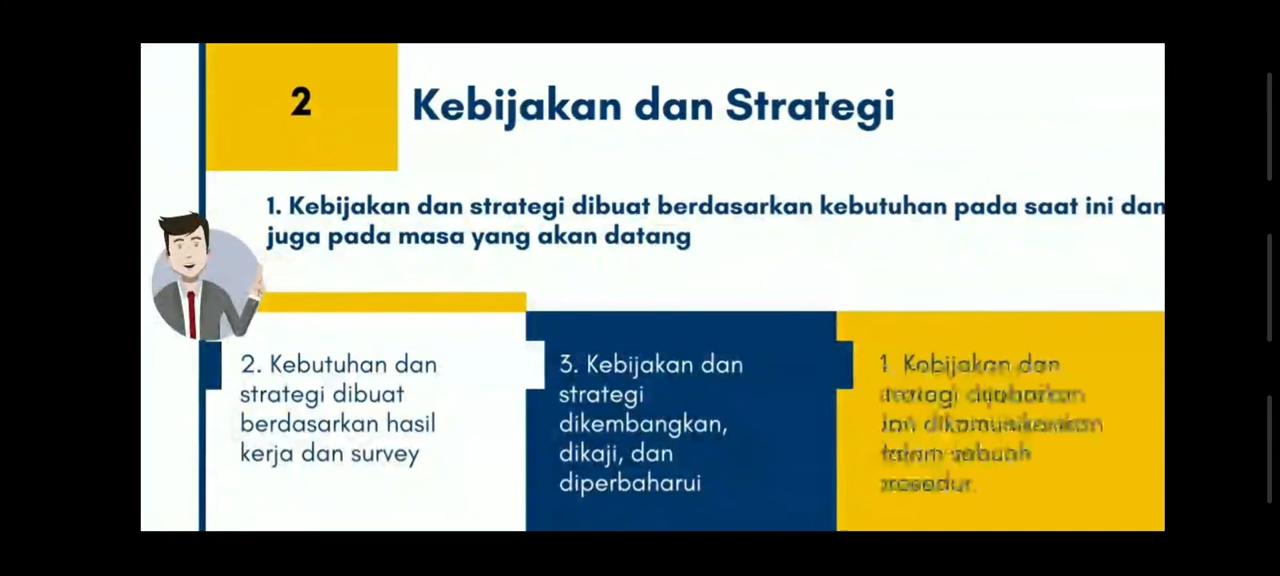 2
Kebijakan dan Strategi
1. Kebijakan dan strategi dibuat berdasarkan kebutuhan pada saat ini dan
juga pada masa yang akan datang
2. Kebutuhan dan
strategi dibuat
berdasarkan hasil
kerja dan survey
3. Kebijakan dan
strategi
dikembangkan,
dikaji, dan
diperbaharui
Kebijakan dan